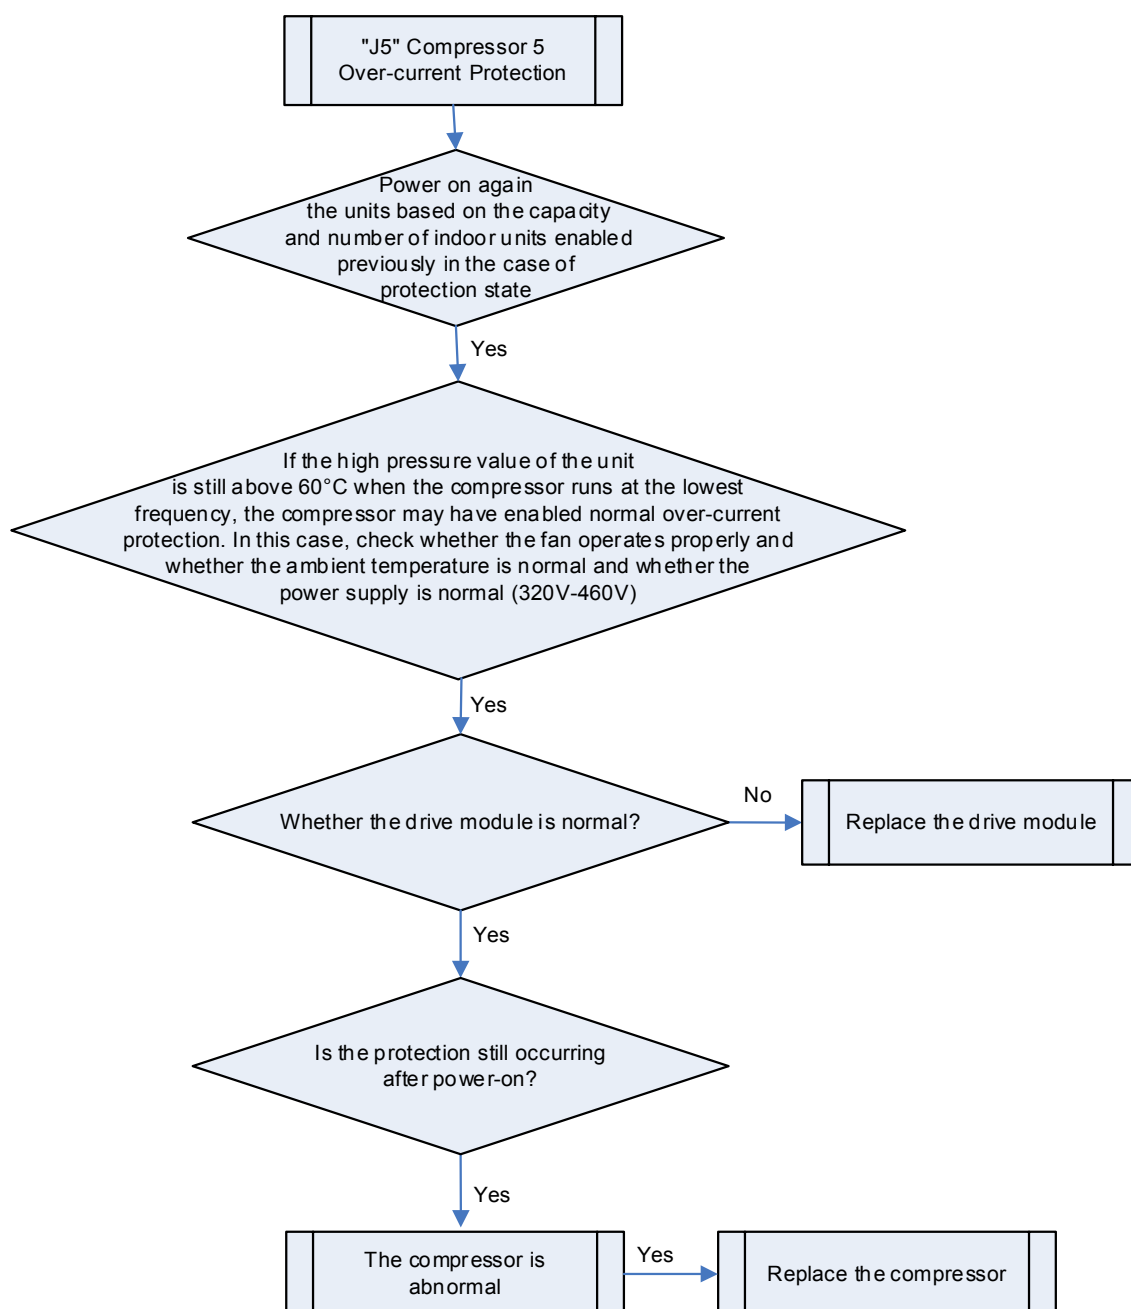 "J5" Compressor 5
Over-current Protection
Power on again
the units based on the capacity
and number of indoor units enabled
previously in the case of
protection state
Yes
If the high pressure value of the unit
is still above 60°C when the compressor runs at the lowest
frequency, the compressor may have enabled normal over-current
protection. In this case, check whether the fan operates properly and
whether the ambient temperature is normal and whether the
power supply is normal (320V-460V)
Yes
Whether the drive module is normal?
No
Replace the drive module
Yes
Is the protection still occurring
after power-on?
Yes
The compressor is
abnormal
Yes
Replace the compressor